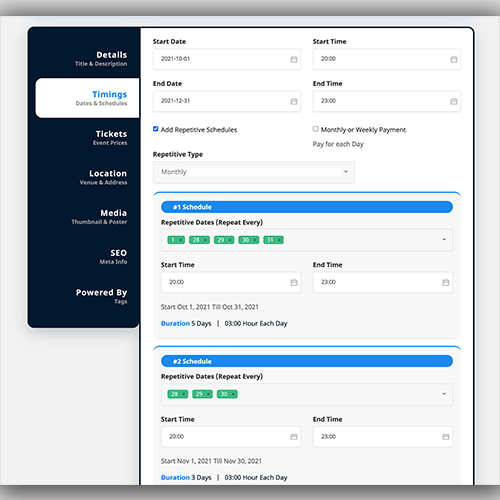 Details
Title & Description
Timings
Dates & Schedules
Tickets
Event Prices
Location
Venue & Address
Media
Thumbnail & Poster
SEO
Meta Info
Powered By
Tags
Start Date
Start Time
2021-10-01
20:00
End Date
End Time
2021-12-31
23:00
Add Repetitive Schedules
Monthly or Weekly Payment
Pay for each Day
Repetitive Type
Monthly
#1 Schedule
Repetitive Dates (Repeat Every)
1 × 28 × 29 × 30 × 31 ×
Start Time
End Time
20:00
23:00
Start Oct 1, 2021 Till Oct 31, 2021
Duration 5 Days | 03:00 Hour Each Day
#2 Schedule
Repetitive Dates (Repeat Every)
28 × 29 × 30 ×
Start Time
End Time
20:00
23:00
Start Nov 1, 2021 Till Nov 30, 2021
Duration 3 Days | 03:00 Hour Each Day